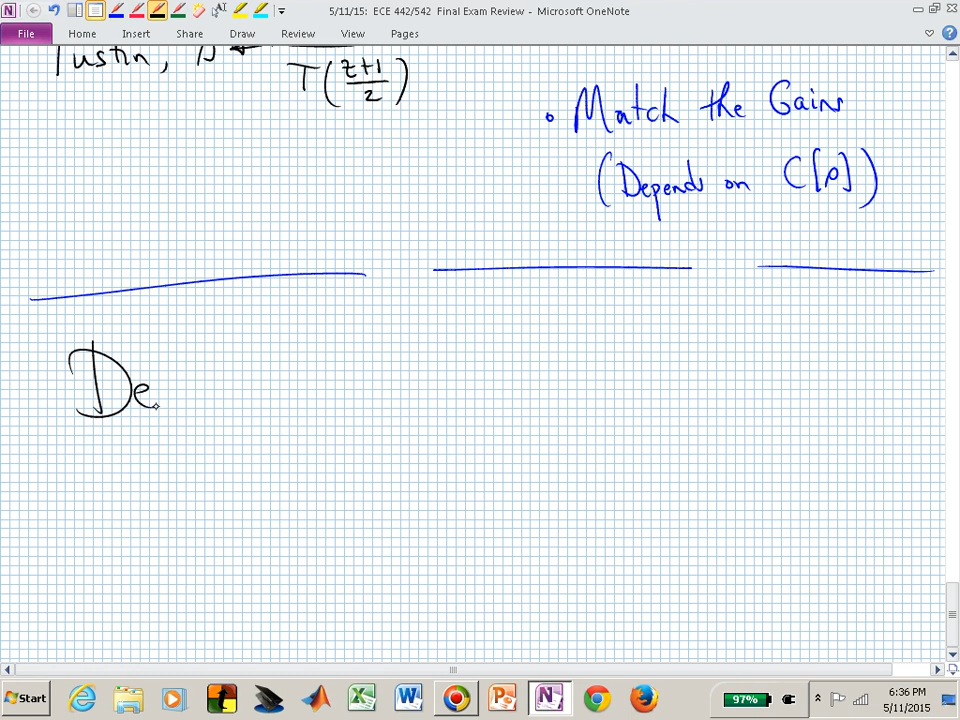 5/11/15: ECE 442/542 Final Exam Review - Microsoft OneNote
File Home Insert Share Draw Review View Pages
Tustin,
T(z+1/2)
• Match the Gains
(Depends on C[s])
De
Start
97%
6:36 PM
5/11/2015